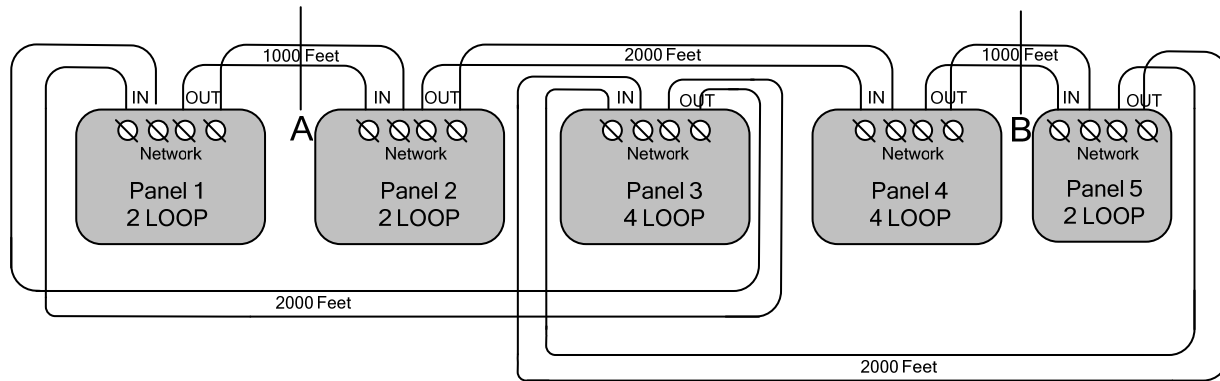 1000 Feet 2000 Feet 1000 Feet
IN OUT IN OUT IN OUT IN OUT IN OUT
A B
Network Network Network Network Network
Panel 1 Panel 2 Panel 3 Panel 4 Panel 5
2 LOOP 2 LOOP 4 LOOP 4 LOOP 2 LOOP
2000 Feet
2000 Feet